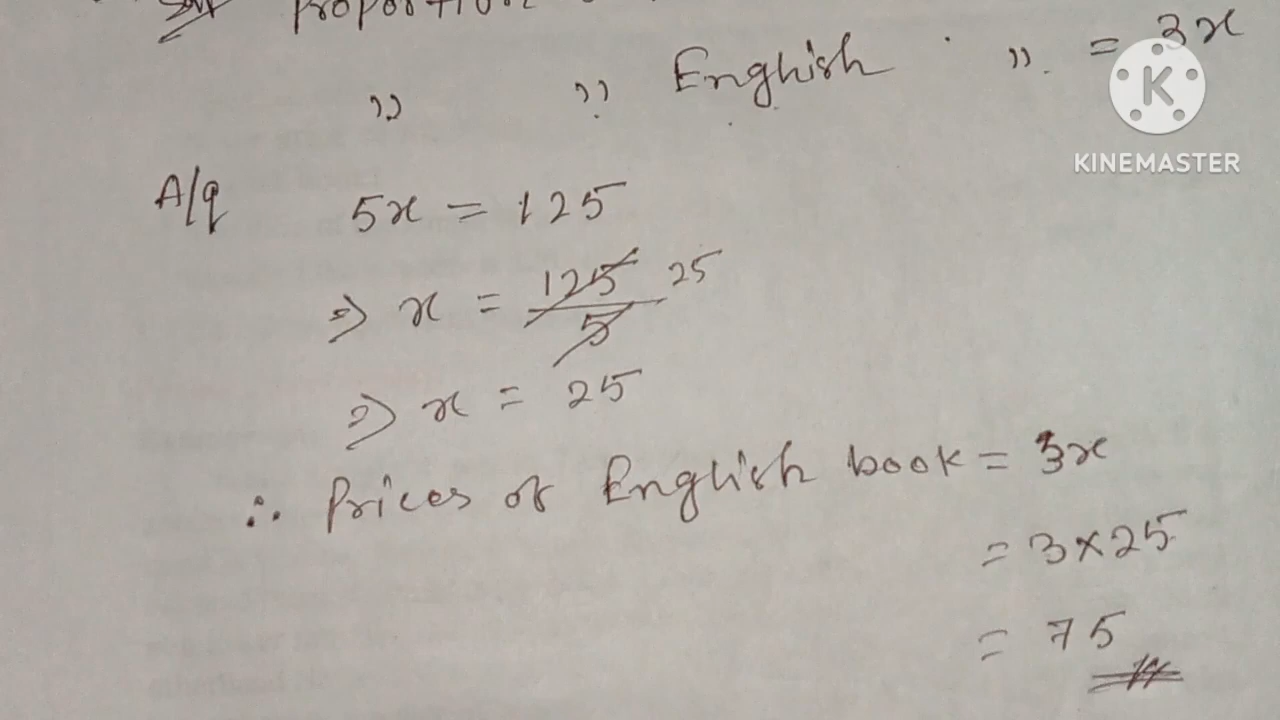 Proportion
,, ,, English ,, = 3x
K
KINEMASTER
A/q 5x = 125
⇒ x = 125/5 25
⇒ x = 25
∴ Prices of English book = 3x
= 3×25
= 75